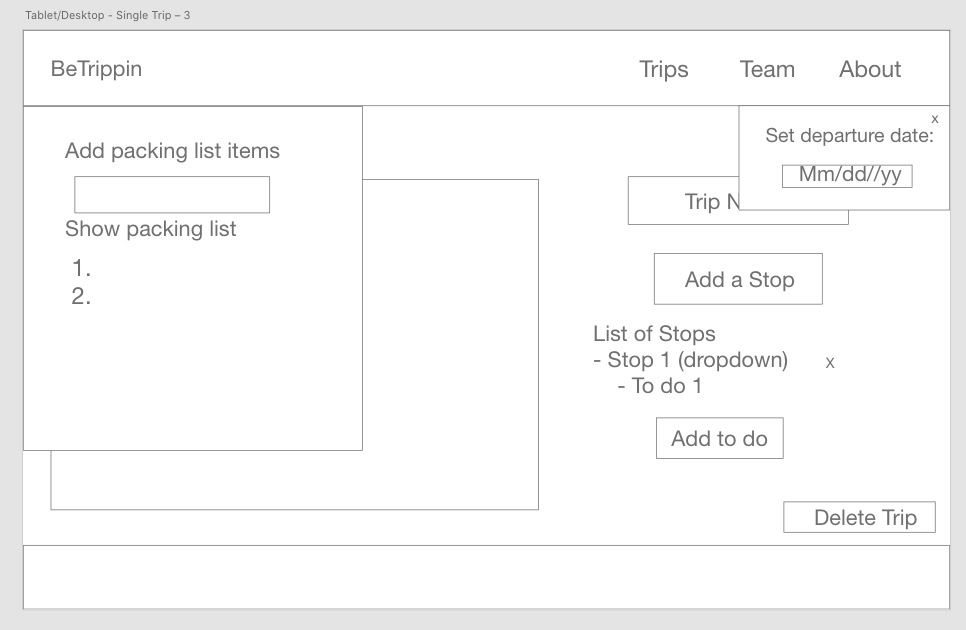 Tablet/Desktop - Single Trip – 3
BeTrippin
Trips Team About
Add packing list items
Show packing list
1.
2.
x
Set departure date:
Mm/dd//yy
Trip N
Add a Stop
List of Stops
- Stop 1 (dropdown) x
- To do 1
Add to do
Delete Trip